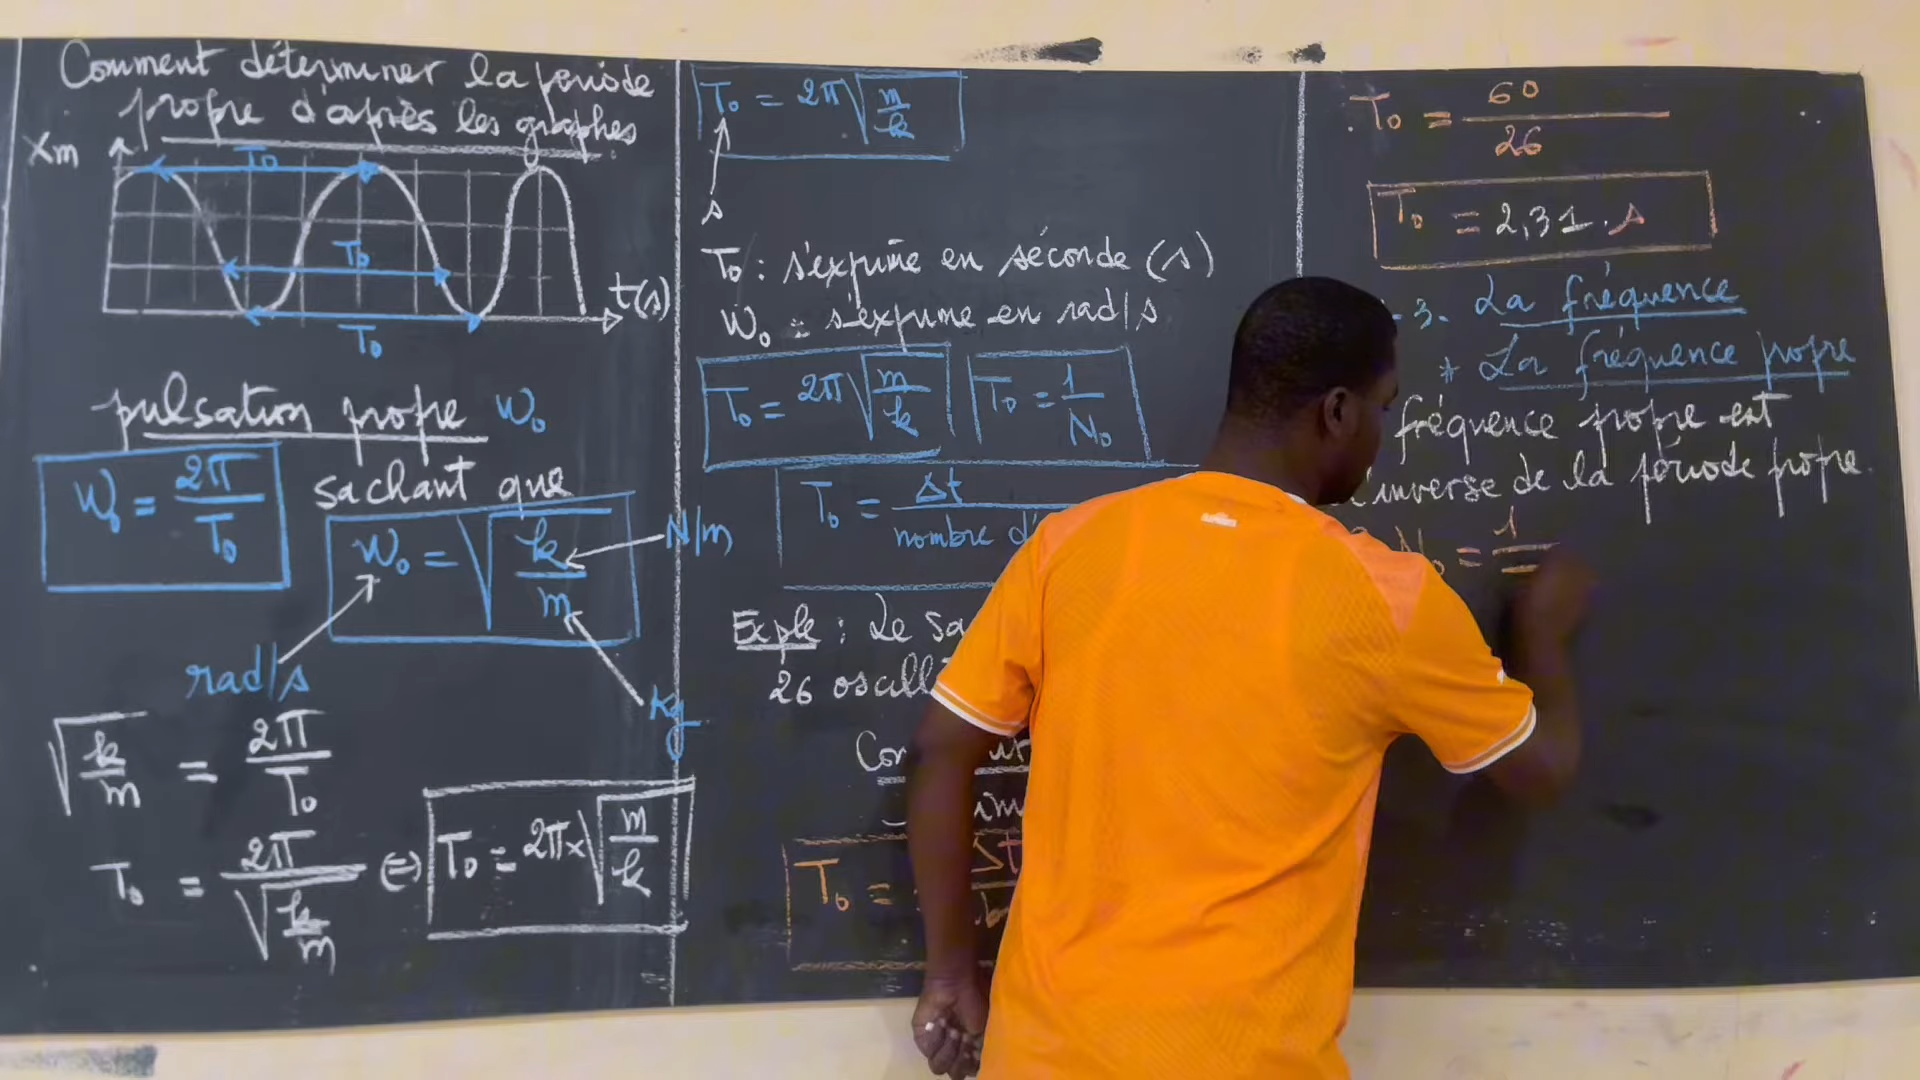 Comment déterminer la période
propre d'après les graphes
Xm
T₀
T₀
T₀
t(s)
pulsation propre W₀
W₀ = 2π/T₀
sachant que
W₀ = √(k/m)
N/m
rad/s
Kg
√(k/m) = 2π/T₀
T₀ = 2π/√(k/m) ⇔ T₀ = 2π×√(m/k)
T₀ = 2π√(m/k)
s
T₀ : s'exprime en séconde (s)
W₀ = s'exprime en rad/s
T₀ = 2π√(m/k) T₀ = 1/N₀
T₀ = Δt/nombre d'
Exple : Le
26
T₀ = Δt
T₀ = 60/26
T₀ = 2,31.s
3. La fréquence
* La fréquence propre
fréquence propre est
l'inverse de la période propre.
N₀ = 1